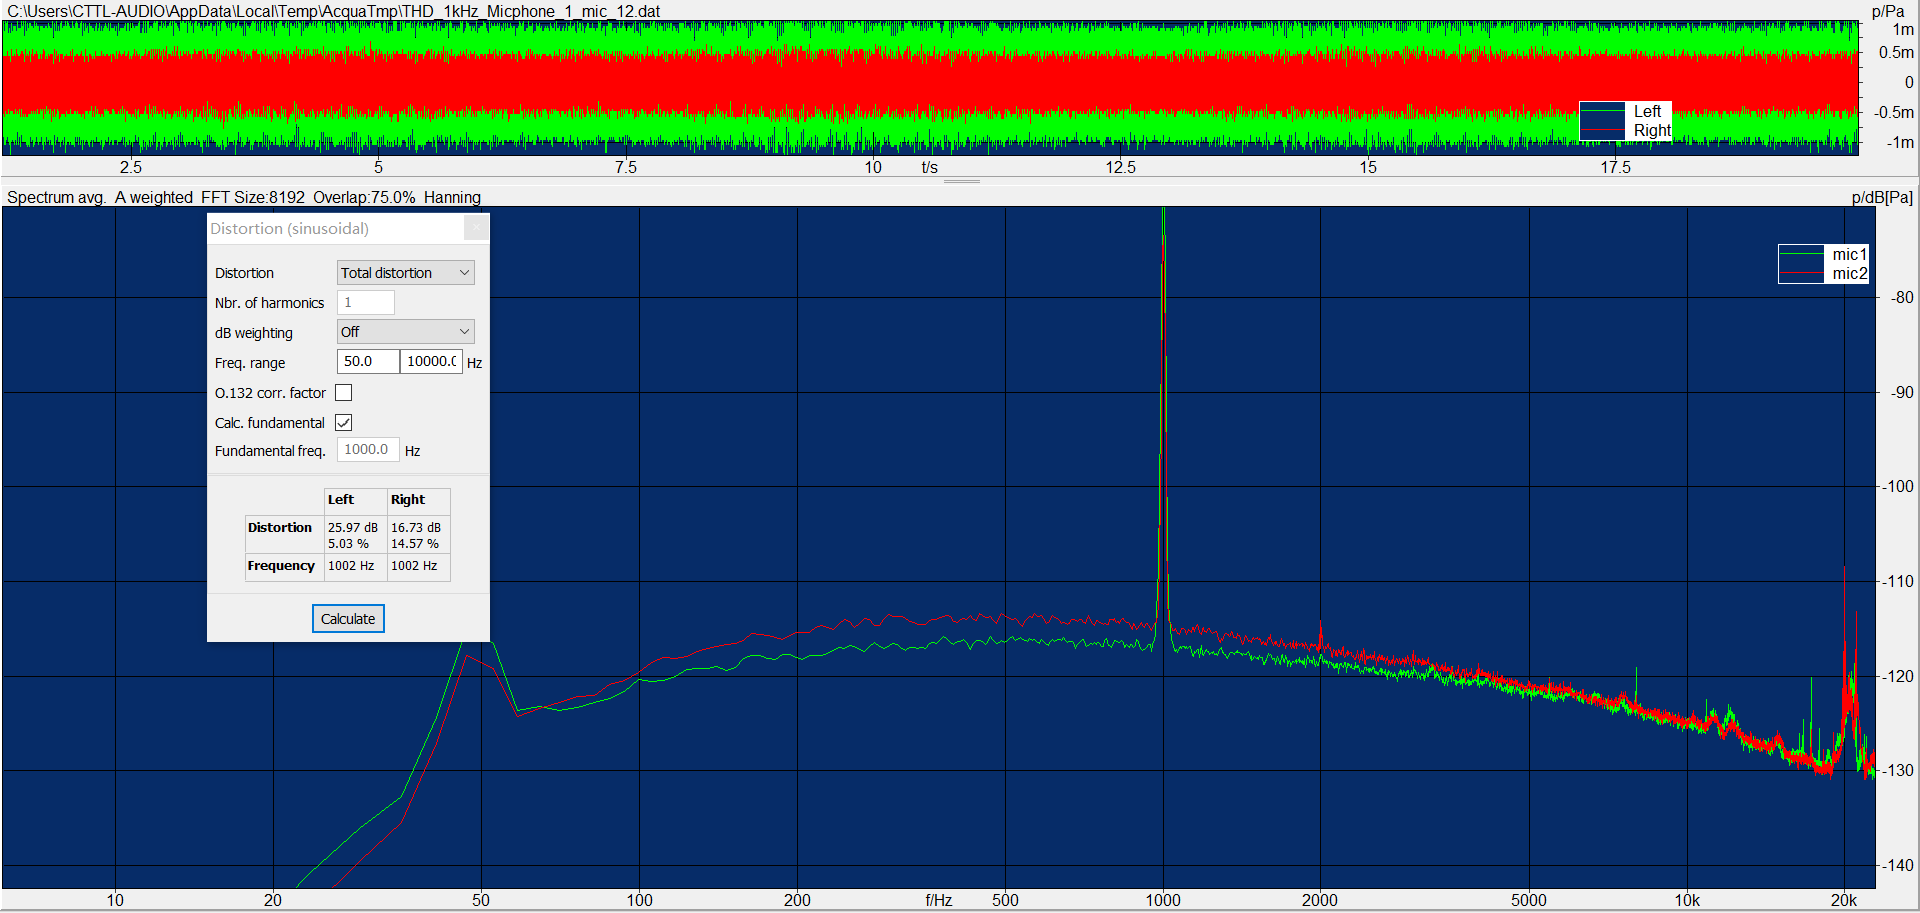 C:\Users\CTTL-AUDIO\AppData\Local\Temp\AcquaTmp\THD_1kHz_Micphone_1_mic_12.dat
p/Pa
1m
0.5m
0
-0.5m
-1m
Left
Right
2.5 5 7.5 10 t/s 12.5 15 17.5
Spectrum avg. A weighted FFT Size:8192 Overlap:75.0% Hanning
p/dB[Pa]
mic1
mic2
Distortion (sinusoidal)
Distortion Total distortion
Nbr. of harmonics 1
dB weighting Off
Freq. range 50.0 10000.( Hz
O.132 corr. factor
Calc. fundamental
Fundamental freq. 1000.0 Hz
Left Right
Distortion 25.97 dB 16.73 dB
5.03 % 14.57 %
Frequency 1002 Hz 1002 Hz
Calculate
-80
-90
-100
-110
-120
-130
-140
10 20 50 100 200 f/Hz 500 1000 2000 5000 10k 20k